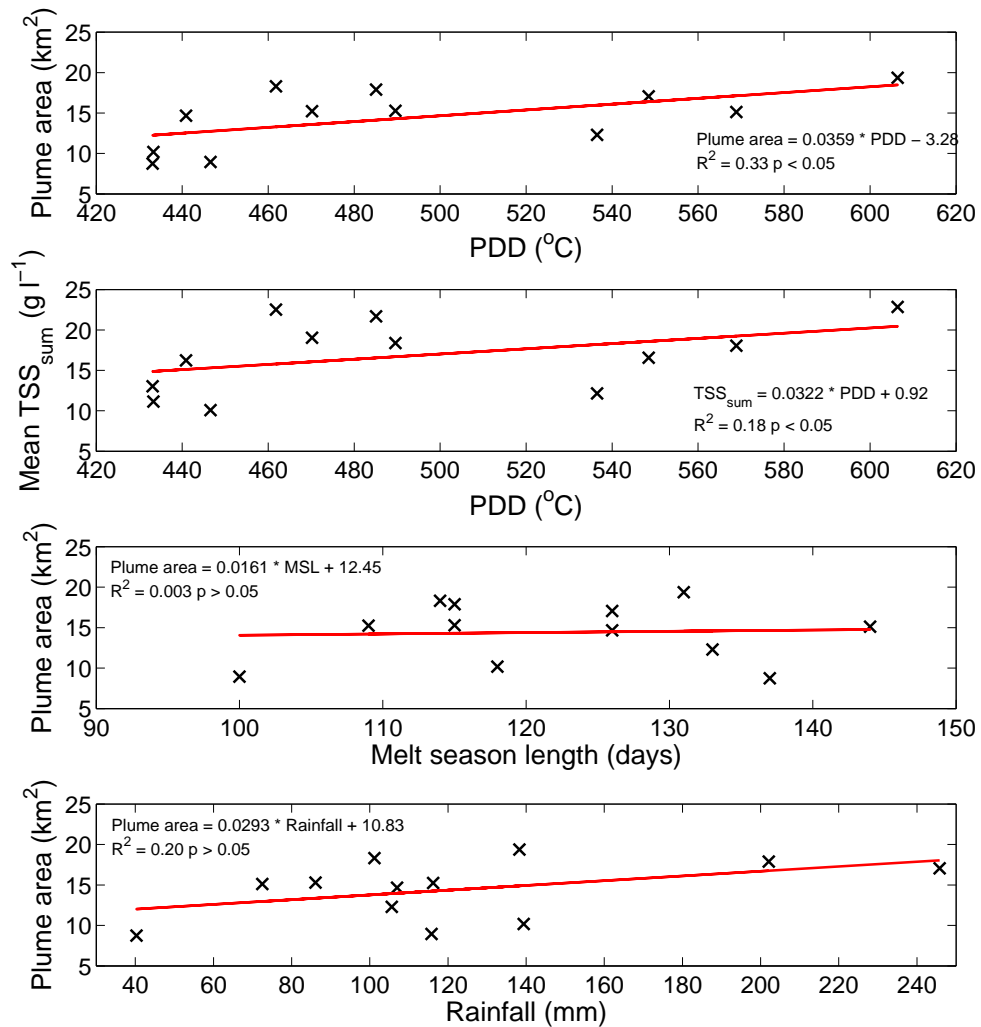 Plume area (km²)
25
20
15
10
5
Plume area = 0.0359 * PDD − 3.28
R² = 0.33 p < 0.05
420 440 460 480 500 520 540 560 580 600 620
PDD (°C)
Mean TSS_sum (g l⁻¹)
25
20
15
10
5
TSS_sum = 0.0322 * PDD + 0.92
R² = 0.18 p < 0.05
420 440 460 480 500 520 540 560 580 600 620
PDD (°C)
Plume area (km²)
25
20
15
10
5
Plume area = 0.0161 * MSL + 12.45
R² = 0.003 p > 0.05
90 100 110 120 130 140 150
Melt season length (days)
Plume area (km²)
25
20
15
10
5
Plume area = 0.0293 * Rainfall + 10.83
R² = 0.20 p > 0.05
40 60 80 100 120 140 160 180 200 220 240
Rainfall (mm)